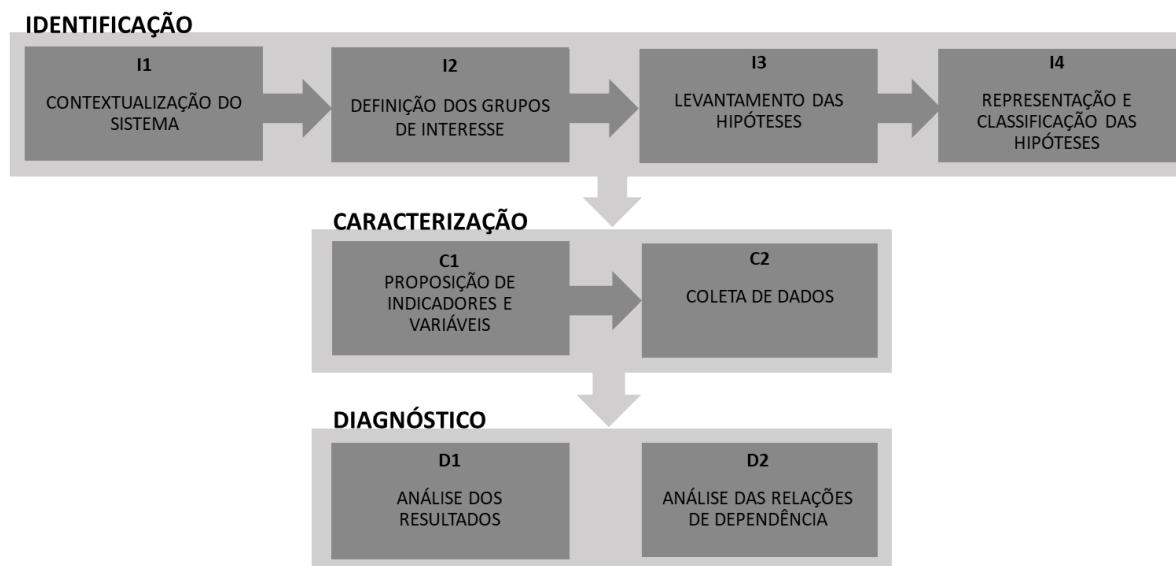 IDENTIFICAÇÃO
I1
CONTEXTUALIZAÇÃO DO
SISTEMA
I2
DEFINIÇÃO DOS GRUPOS
DE INTERESSE
I3
LEVANTAMENTO DAS
HIPÓTESES
I4
REPRESENTAÇÃO E
CLASSIFICAÇÃO DAS
HIPÓTESES
CARACTERIZAÇÃO
C1
PROPOSIÇÃO DE
INDICADORES E
VARIÁVEIS
C2
COLETA DE DADOS
DIAGNÓSTICO
D1
ANÁLISE DOS
RESULTADOS
D2
ANÁLISE DAS RELAÇÕES
DE DEPENDÊNCIA